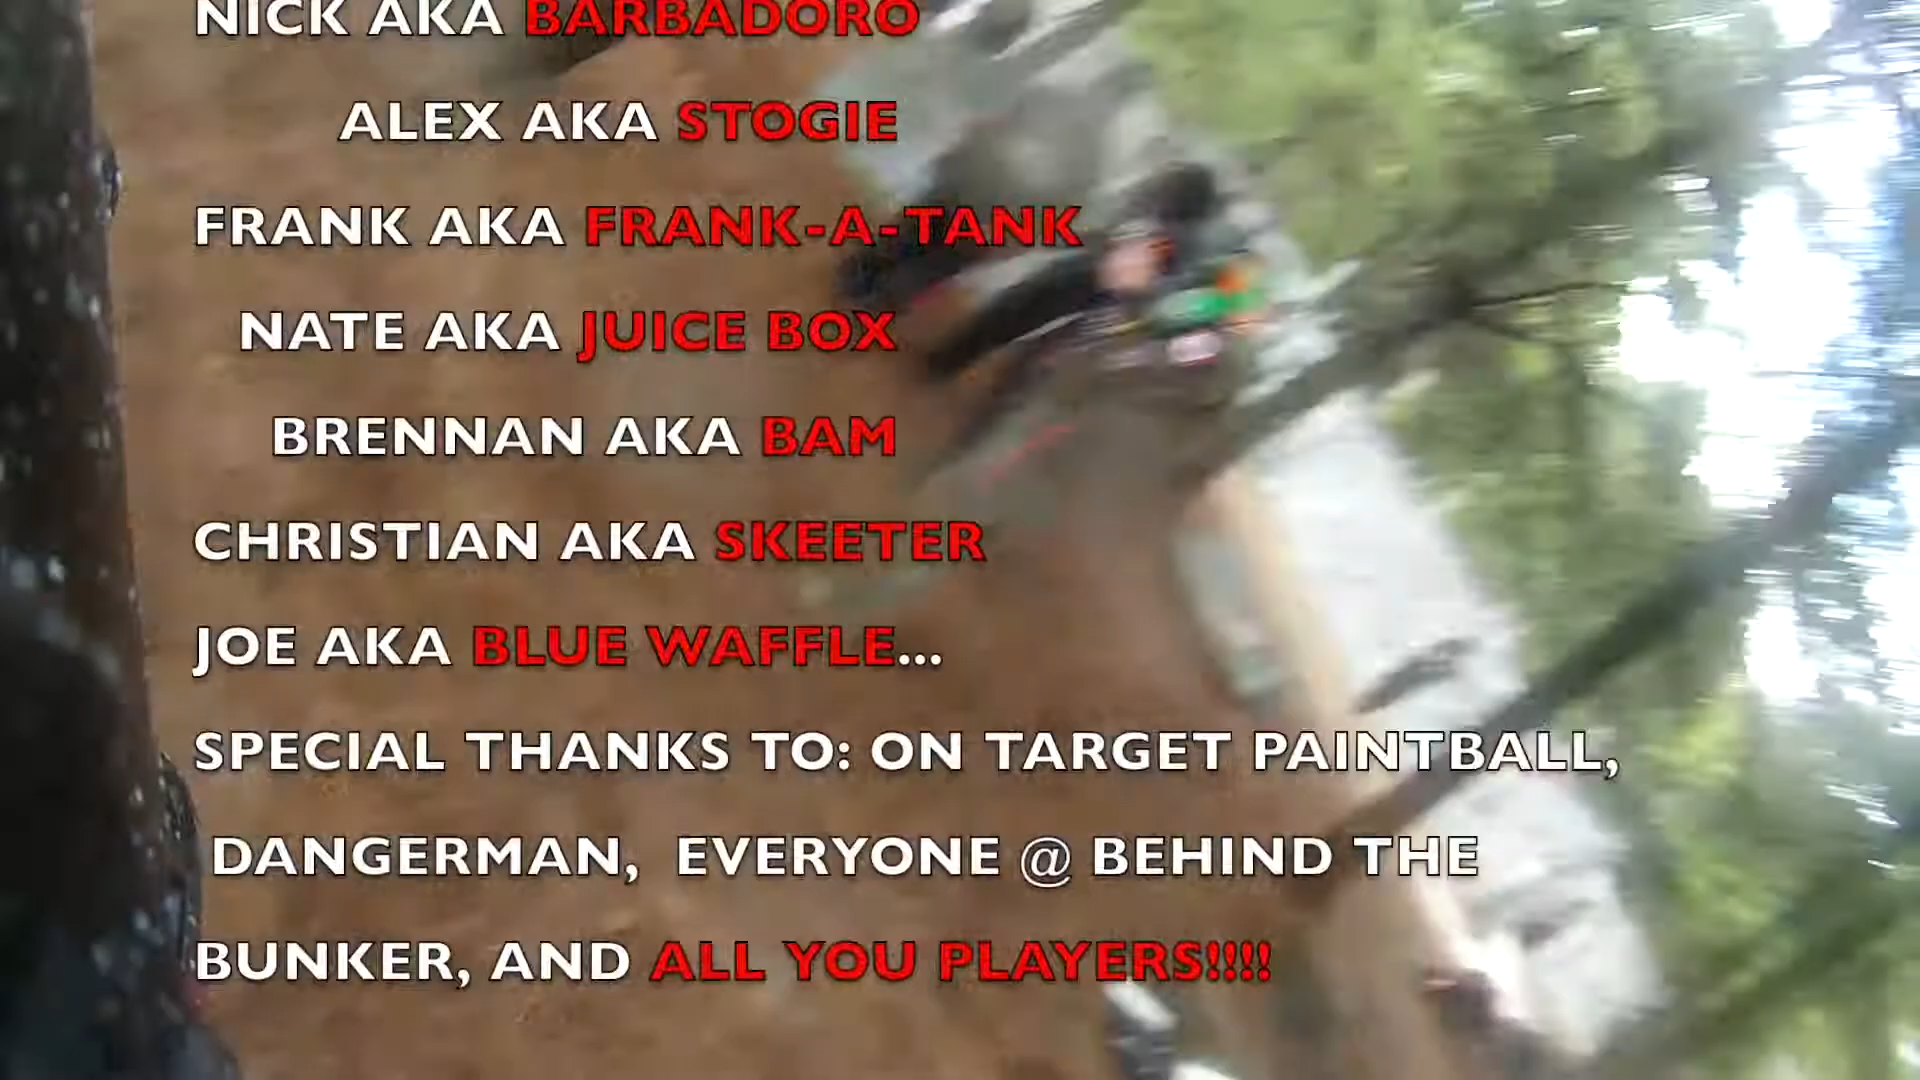 NICK AKA BARBADORO
ALEX AKA STOGIE
FRANK AKA FRANK-A-TANK
NATE AKA JUICE BOX
BRENNAN AKA BAM
CHRISTIAN AKA SKEETER
JOE AKA BLUE WAFFLE...
SPECIAL THANKS TO: ON TARGET PAINTBALL,
DANGERMAN,  EVERYONE @ BEHIND THE
BUNKER, AND ALL YOU PLAYERS!!!!